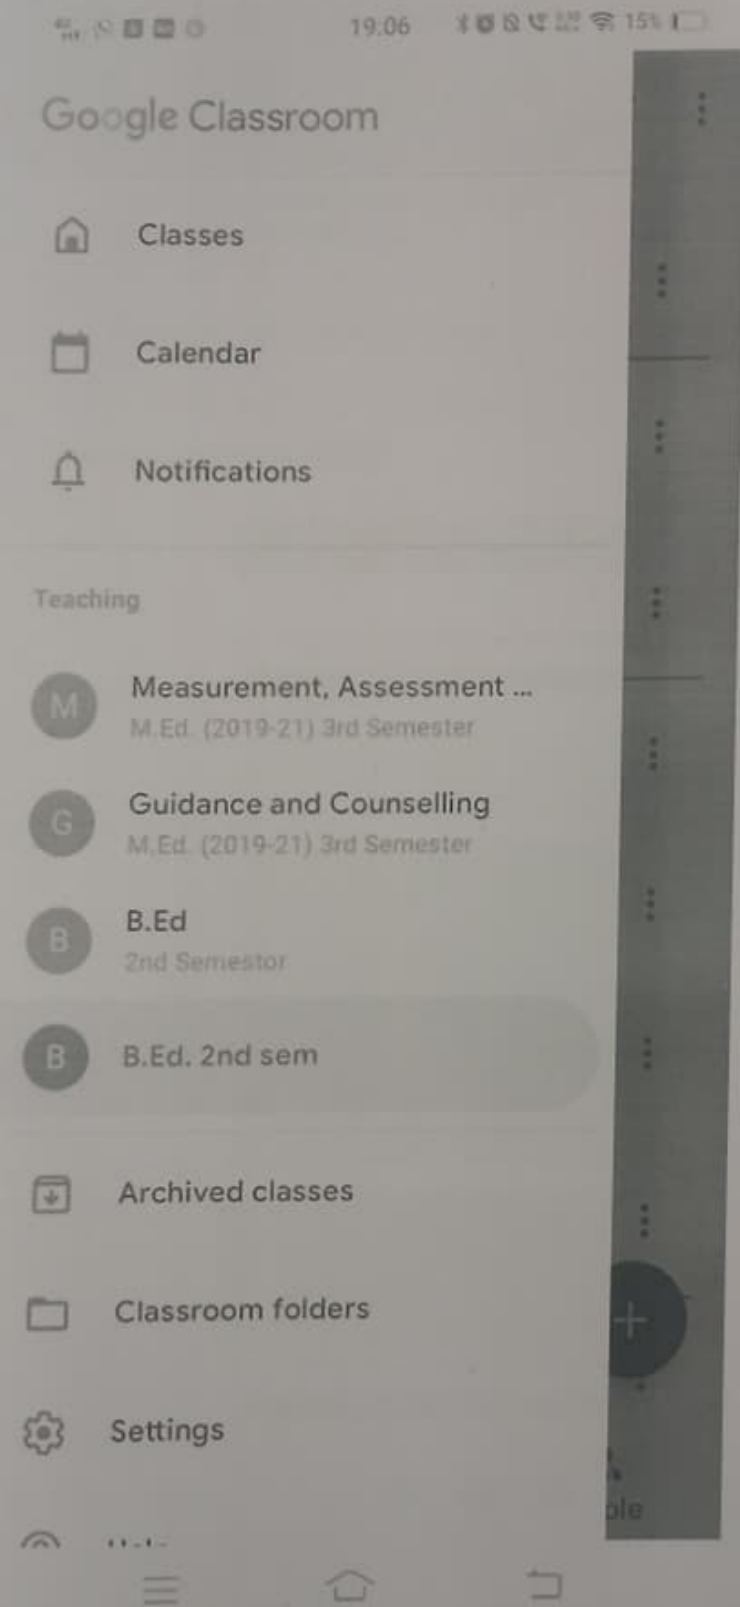 19:06
15%
Google Classroom
Classes
Calendar
Notifications
Teaching
M
Measurement, Assessment ...
M.Ed. (2019-21) 3rd Semester
G
Guidance and Counselling
M.Ed. (2019-21) 3rd Semester
B
B.Ed
2nd Semestor
B
B.Ed. 2nd sem
Archived classes
Classroom folders
Settings
ple